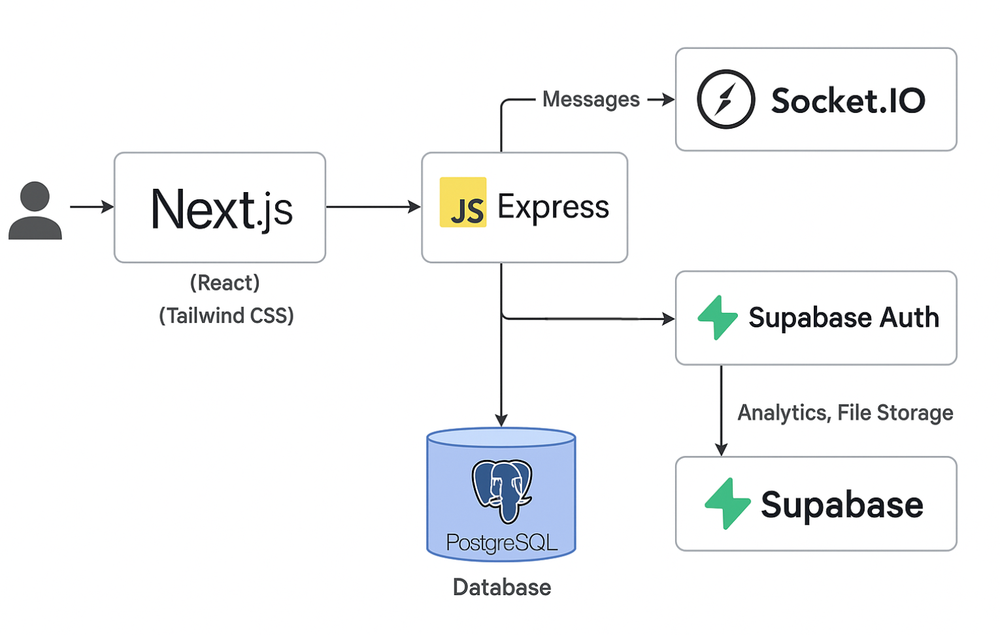 Messages
Socket.IO
Next.js
JS Express
(React)
(Tailwind CSS)
Supabase Auth
Analytics, File Storage
Supabase
PostgreSQL
Database